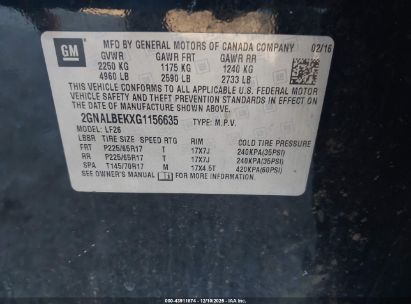 GM
MFD BY GENERAL MOTORS OF CANADA COMPANY 02/16
GVWR GAWR FRT GAWR RR
2250 KG 1175 KG 1240 KG
4960 LB 2590 LB 2733 LB
THIS VEHICLE CONFORMS TO ALL APPLICABLE U.S. FEDERAL MOTOR
VEHICLE SAFETY AND THEFT PREVENTION STANDARDS IN EFFECT
ON THE DATE OF MANUFACTURE SHOWN ABOVE.
2GNALBEKXG1156635 TYPE: M.P.V.
MODEL: LF26
TIRE SIZE SPEED RTG RIM COLD TIRE PRESSURE
FRT P225/65R17 T 17X7J 240KPA(35PSI)
RR P225/65R17 T 17X7J 240KPA(35PSI)
SPA T145/70R17 M 17X4.5T 420KPA(60PSI)
SEE OWNER'S MANUAL FOR ADDITIONAL INFORMATION